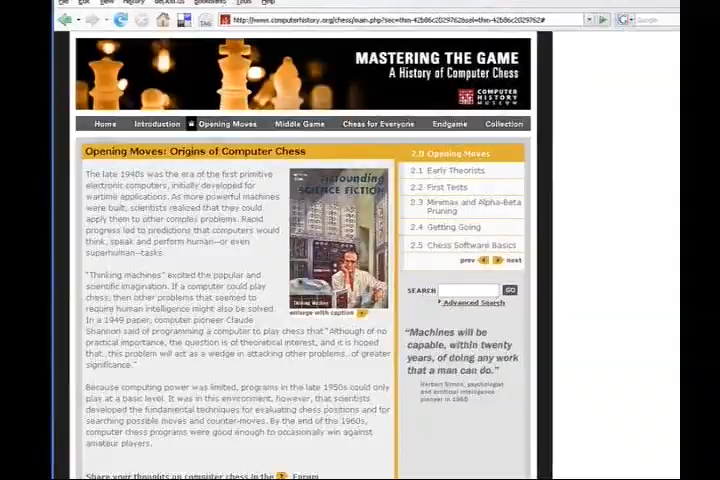 http://www.computerhistory.org/chess/main.php?sec=thm-42b86c2029762&sel=thm-42b86c2029762#
Google
MASTERING THE GAME
A History of Computer Chess
COMPUTER
HISTORY
MUSEUM
Home Introduction Opening Moves Middle Game Chess for Everyone Endgame Collection
Opening Moves: Origins of Computer Chess
The late 1940s was the era of the first primitive
electronic computers, initially developed for
wartime applications. As more powerful machines
were built, scientists realized that they could
apply them to other complex problems. Rapid
progress led to predictions that computers would
think, speak and perform human—or even
superhuman—tasks.
Astounding
SCIENCE FICTION
enlarge with caption
"Thinking machines" excited the popular and
scientific imagination. If a computer could play
chess, then other problems that seemed to
require human intelligence might also be solved.
In a 1949 paper, computer pioneer Claude
Shannon said of programming a computer to play chess that "Although of no
practical importance, the question is of theoretical interest, and it is hoped
that…this problem will act as a wedge in attacking other problems…of greater
significance."
Because computing power was limited, programs in the late 1950s could only
play at a basic level. It was in this environment, however, that scientists
developed the fundamental techniques for evaluating chess positions and for
searching possible moves and counter-moves. By the end of the 1960s,
computer chess programs were good enough to occasionally win against
amateur players.
Share your thoughts on computer chess in the Forum
2.0 Opening Moves
2.1 Early Theorists
2.2 First Tests
2.3 Minimax and Alpha-Beta
Pruning
2.4 Getting Going
2.5 Chess Software Basics
prev next
SEARCH GO
Advanced Search
"Machines will be
capable, within twenty
years, of doing any work
that a man can do."
Herbert Simon, psychologist
and artificial intelligence
pioneer in 1965